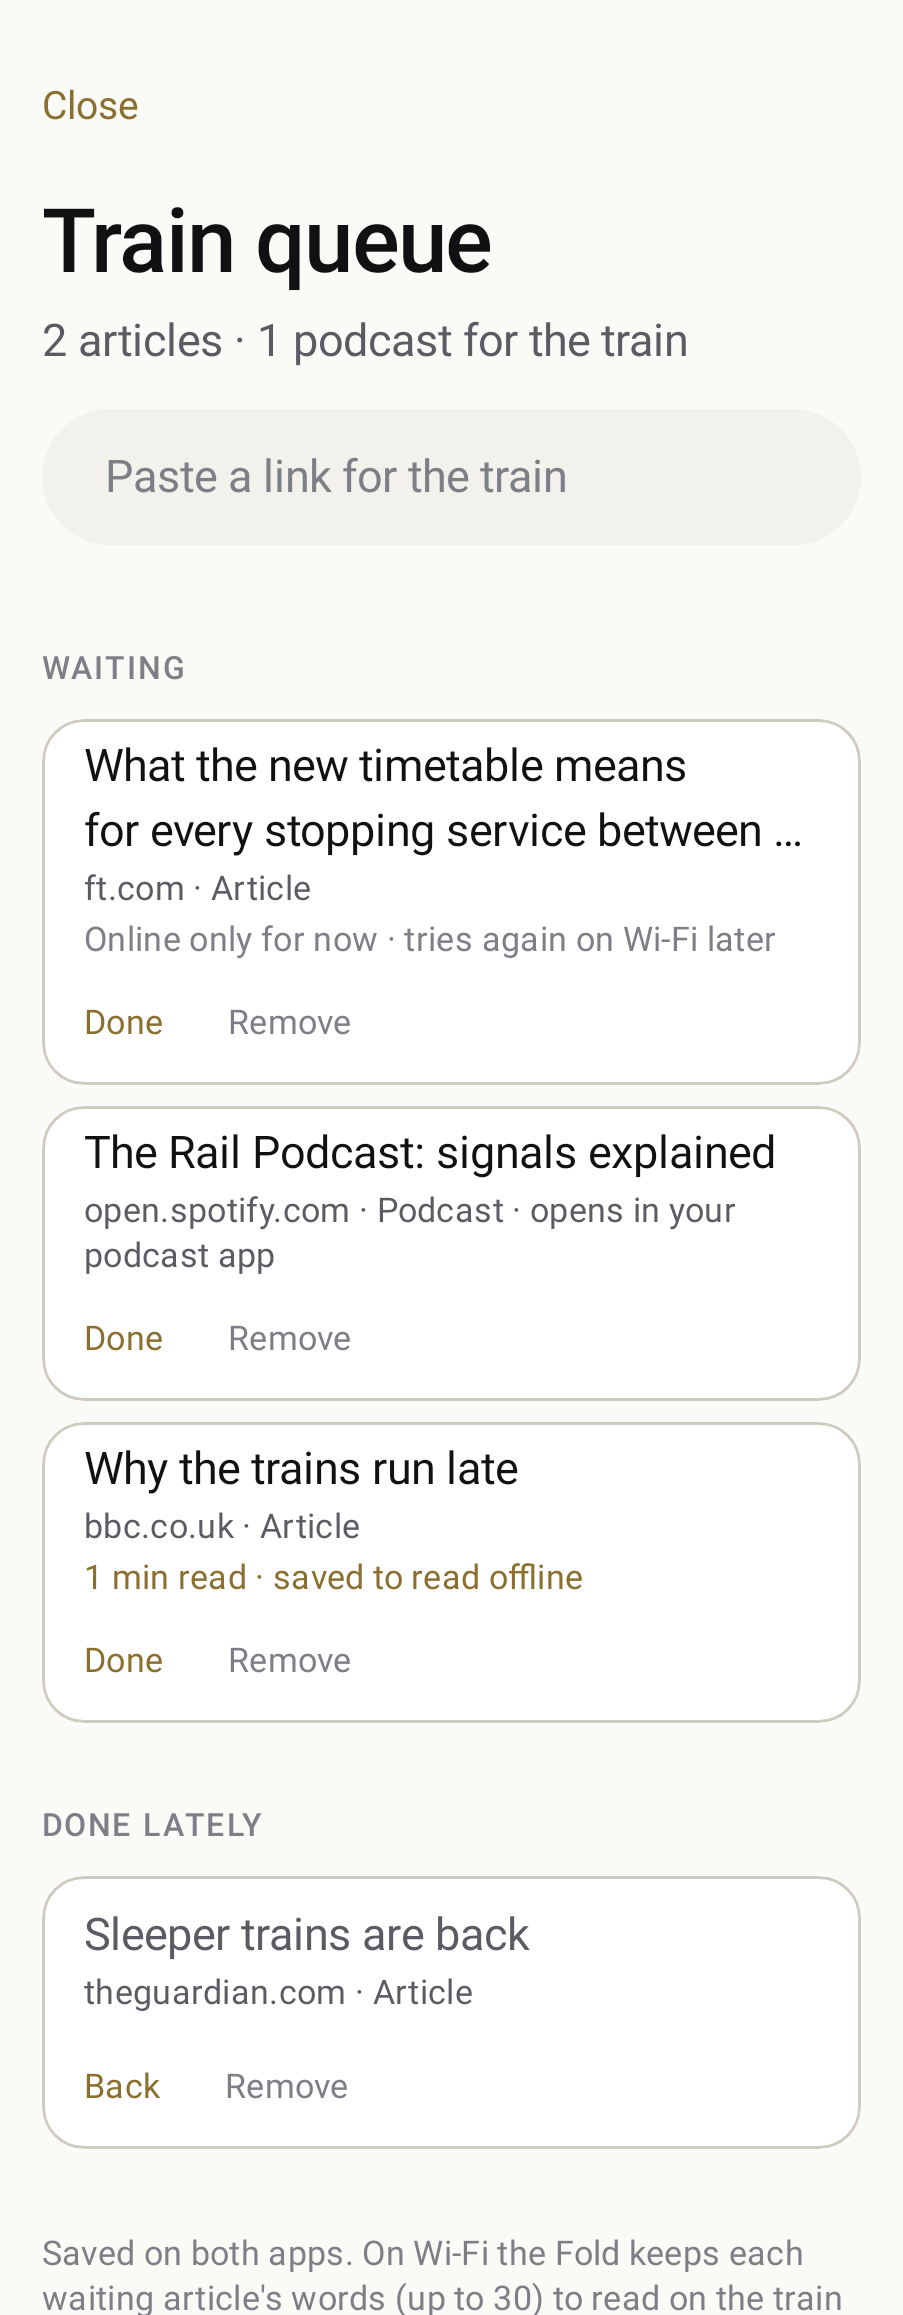 Close
Train queue
2 articles · 1 podcast for the train
Paste a link for the train
WAITING
What the new timetable means
for every stopping service between ...
ft.com · Article
Online only for now · tries again on Wi-Fi later
Done Remove
The Rail Podcast: signals explained
open.spotify.com · Podcast · opens in your
podcast app
Done Remove
Why the trains run late
bbc.co.uk · Article
1 min read · saved to read offline
Done Remove
DONE LATELY
Sleeper trains are back
theguardian.com · Article
Back Remove
Saved on both apps. On Wi-Fi the Fold keeps each
waiting article's words (up to 30) to read on the train